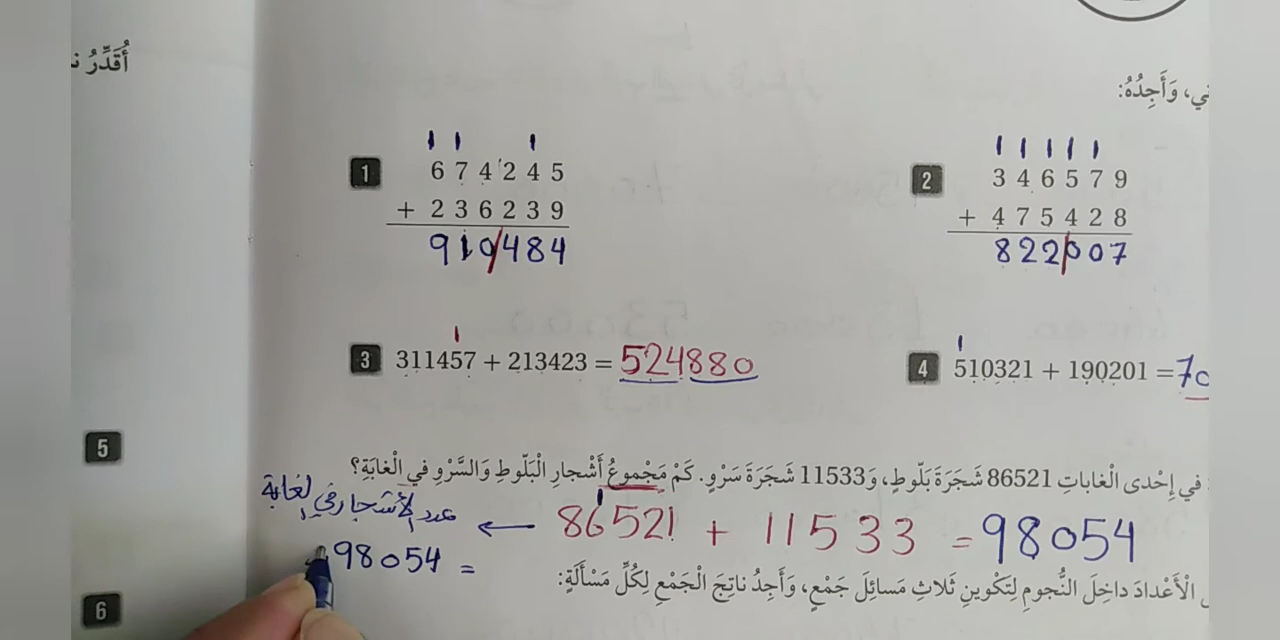 أُقَدِّرُ
وَأَجِدُهُ:
1
674245
+ 236239
910484
2
346579
+ 475428
822007
3 311457 + 213423 = 524880
4 510321 + 190201 = 70
5
في إِحْدى الْغاباتِ 86521 شَجَرَةَ بَلّوطٍ، وَ11533 شَجَرَةَ سَرْوٍ. كَمْ مَجْموعُ أَشْجارِ الْبَلّوطِ وَالسَّرْوِ في الْغابَةِ؟
86521 + 11533 = 98054
عدد الأشجار في الغابة
= 98054
6
الْأَعْدادَ داخِلَ النُّجومِ لِتَكْوينِ ثَلاثِ مَسائِلِ جَمْعٍ، وَأَجِدُ ناتِجَ الْجَمْعِ لِكُلِّ مَسْأَلَةٍ: